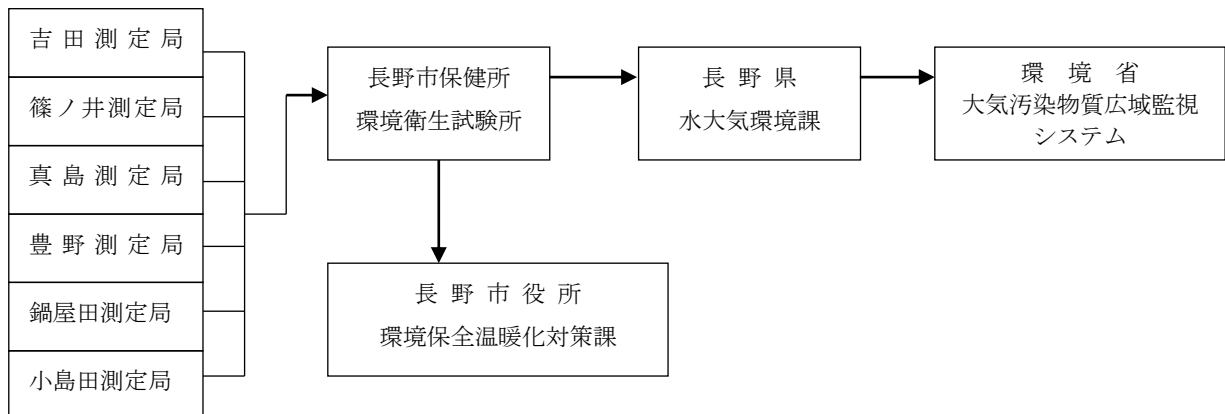 吉田測定局
篠ノ井測定局
真島測定局
豊野測定局
鍋屋田測定局
小島田測定局
長野市保健所
環境衛生試験所
長野県
水大気環境課
環境省
大気汚染物質広域監視
システム
長野市役所
環境保全温暖化対策課